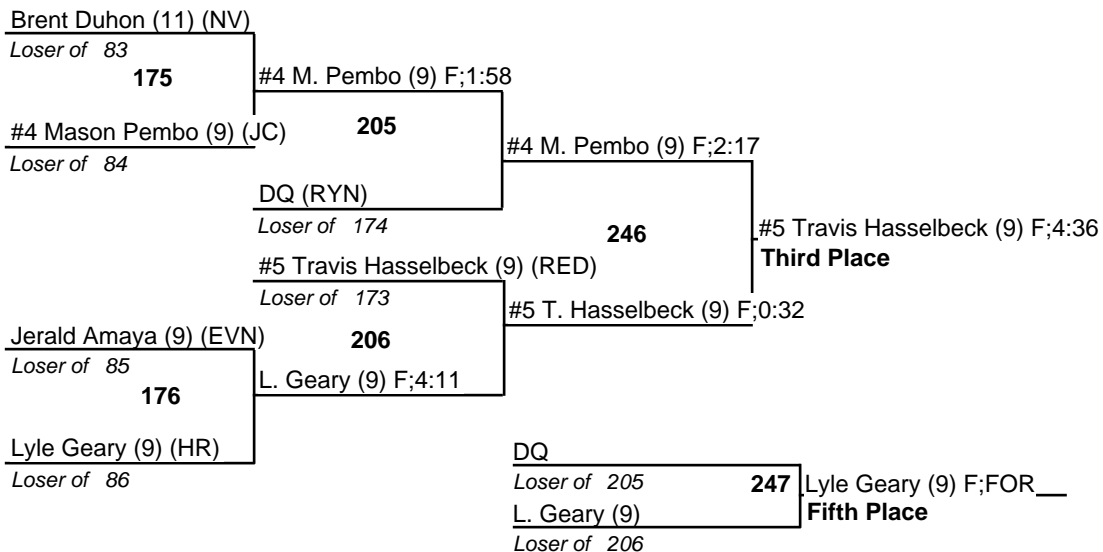 Brent Duhon (11) (NV)
Loser of 83
175
#4 M. Pembo (9) F;1:58
#4 Mason Pembo (9) (JC)
Loser of 84
205
#4 M. Pembo (9) F;2:17
DQ (RYN)
Loser of 174
246
#5 Travis Hasselbeck (9) F;4:36
Third Place
#5 Travis Hasselbeck (9) (RED)
Loser of 173
#5 T. Hasselbeck (9) F;0:32
Jerald Amaya (9) (EVN)
Loser of 85
206
176
L. Geary (9) F;4:11
Lyle Geary (9) (HR)
Loser of 86
DQ
Loser of 205
247
Lyle Geary (9) F;FOR
Fifth Place
L. Geary (9)
Loser of 206